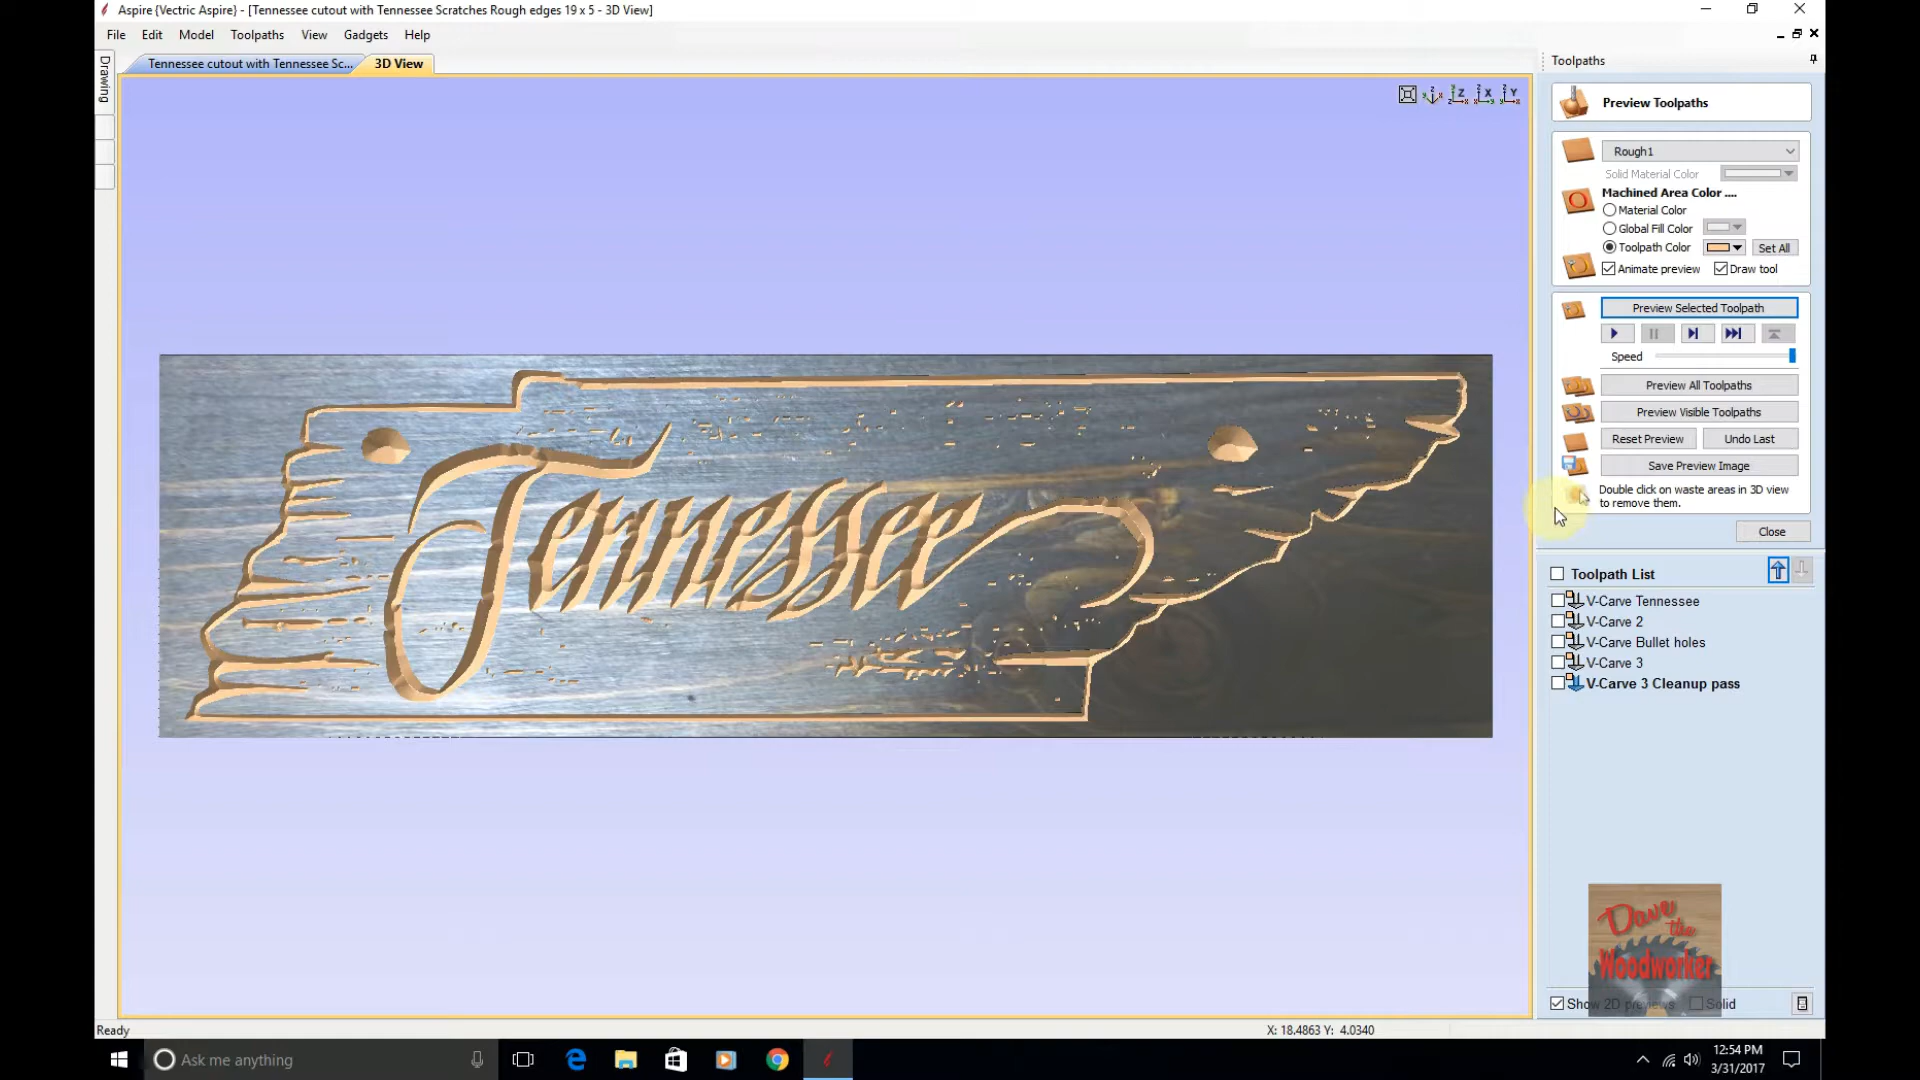 Aspire {Vectric Aspire} - [Tennessee cutout with Tennessee Scratches Rough edges 19 x 5 - 3D View]
File Edit Model Toolpaths View Gadgets Help
Drawing
Tennessee cutout with Tennessee Sc... 3D View
Toolpaths
Preview Toolpaths
Rough1
Solid Material Color
Machined Area Color ....
Material Color
Global Fill Color
Toolpath Color Set All
Animate preview Draw tool
Preview Selected Toolpath
Speed
Preview All Toolpaths
Preview Visible Toolpaths
Reset Preview Undo Last
Save Preview Image
Double click on waste areas in 3D view
to remove them.
Close
Tennessee
Toolpath List
V-Carve Tennessee
V-Carve 2
V-Carve Bullet holes
V-Carve 3
V-Carve 3 Cleanup pass
Dave
the
Woodworker
Show 2D previews Solid
Ready X: 18.4863 Y: 4.0340
Ask me anything
12:54 PM
3/31/2017